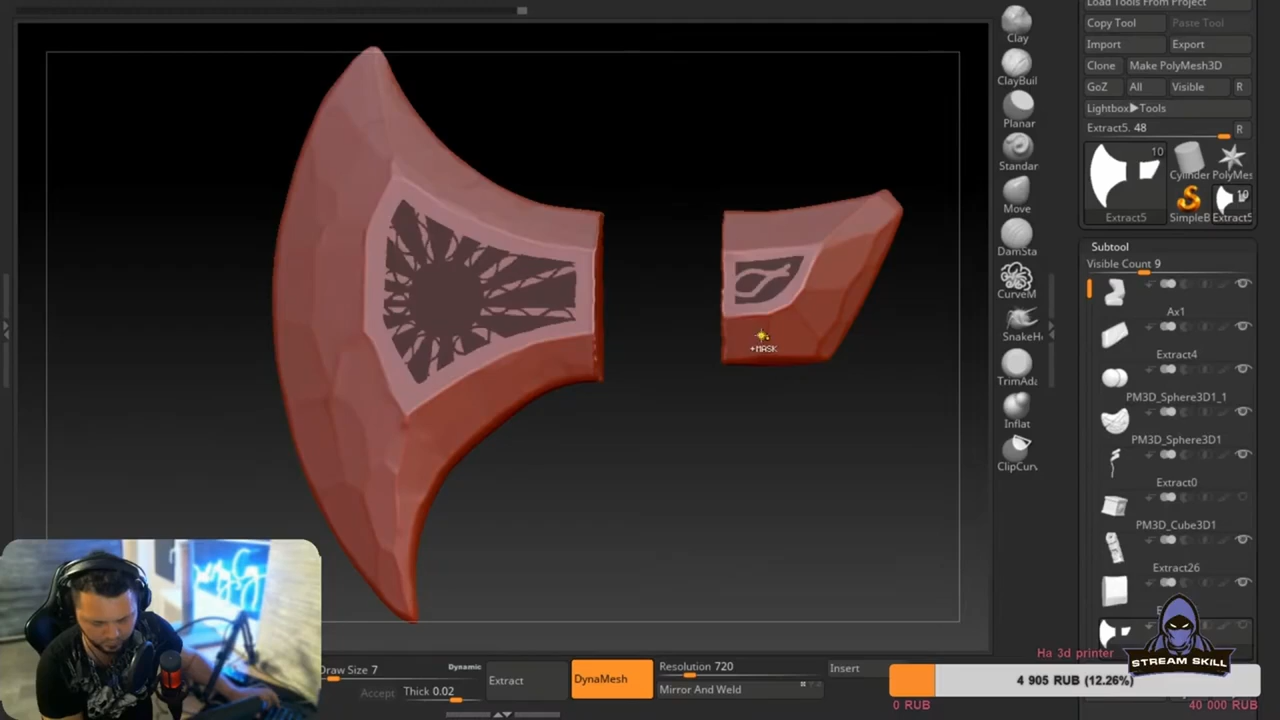 Load Tools From Project
Copy Tool
Paste Tool
Import
Export
Clone
Make PolyMesh3D
GoZ
All
Visible
R
Lightbox▶Tools
Extract5. 48
R
10
Cylinder
PolyMes
10
Extract5
SimpleB
Extract5
Subtool
Visible Count 9
Ax1
Extract4
PM3D_Sphere3D1_1
PM3D_Sphere3D1
Extract0
PM3D_Cube3D1
Extract26
Clay
ClayBuil
Planar
Standar
Move
DamSta
CurveM
SnakeH
TrimAda
Inflat
ClipCurv
+MASK
Draw Size 7
Dynamic
Accept
Thick 0.02
Extract
DynaMesh
Resolution 720
Mirror And Weld
Insert
На 3d printer
STREAM SKILL
4 905 RUB (12.26%)
0 RUB
40 000 RUB